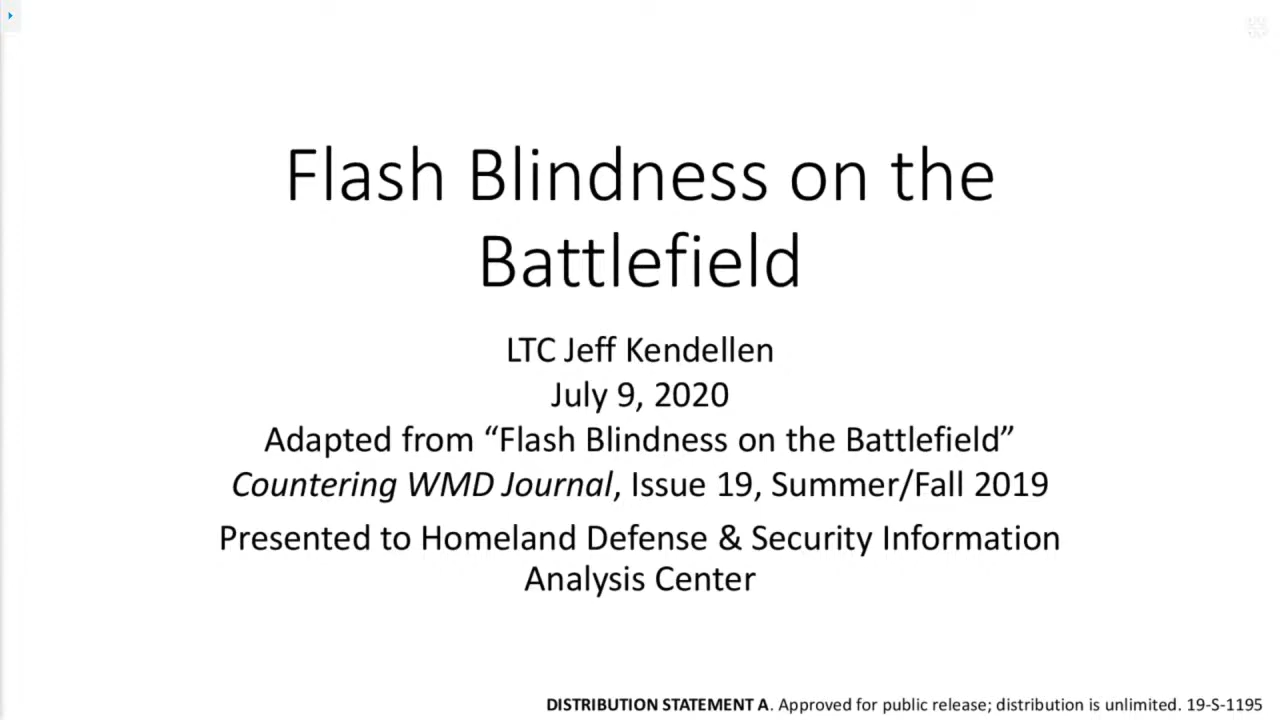 Flash Blindness on the
Battlefield
LTC Jeff Kendellen
July 9, 2020
Adapted from “Flash Blindness on the Battlefield”
Countering WMD Journal, Issue 19, Summer/Fall 2019
Presented to Homeland Defense & Security Information
Analysis Center
DISTRIBUTION STATEMENT A. Approved for public release; distribution is unlimited. 19-S-1195